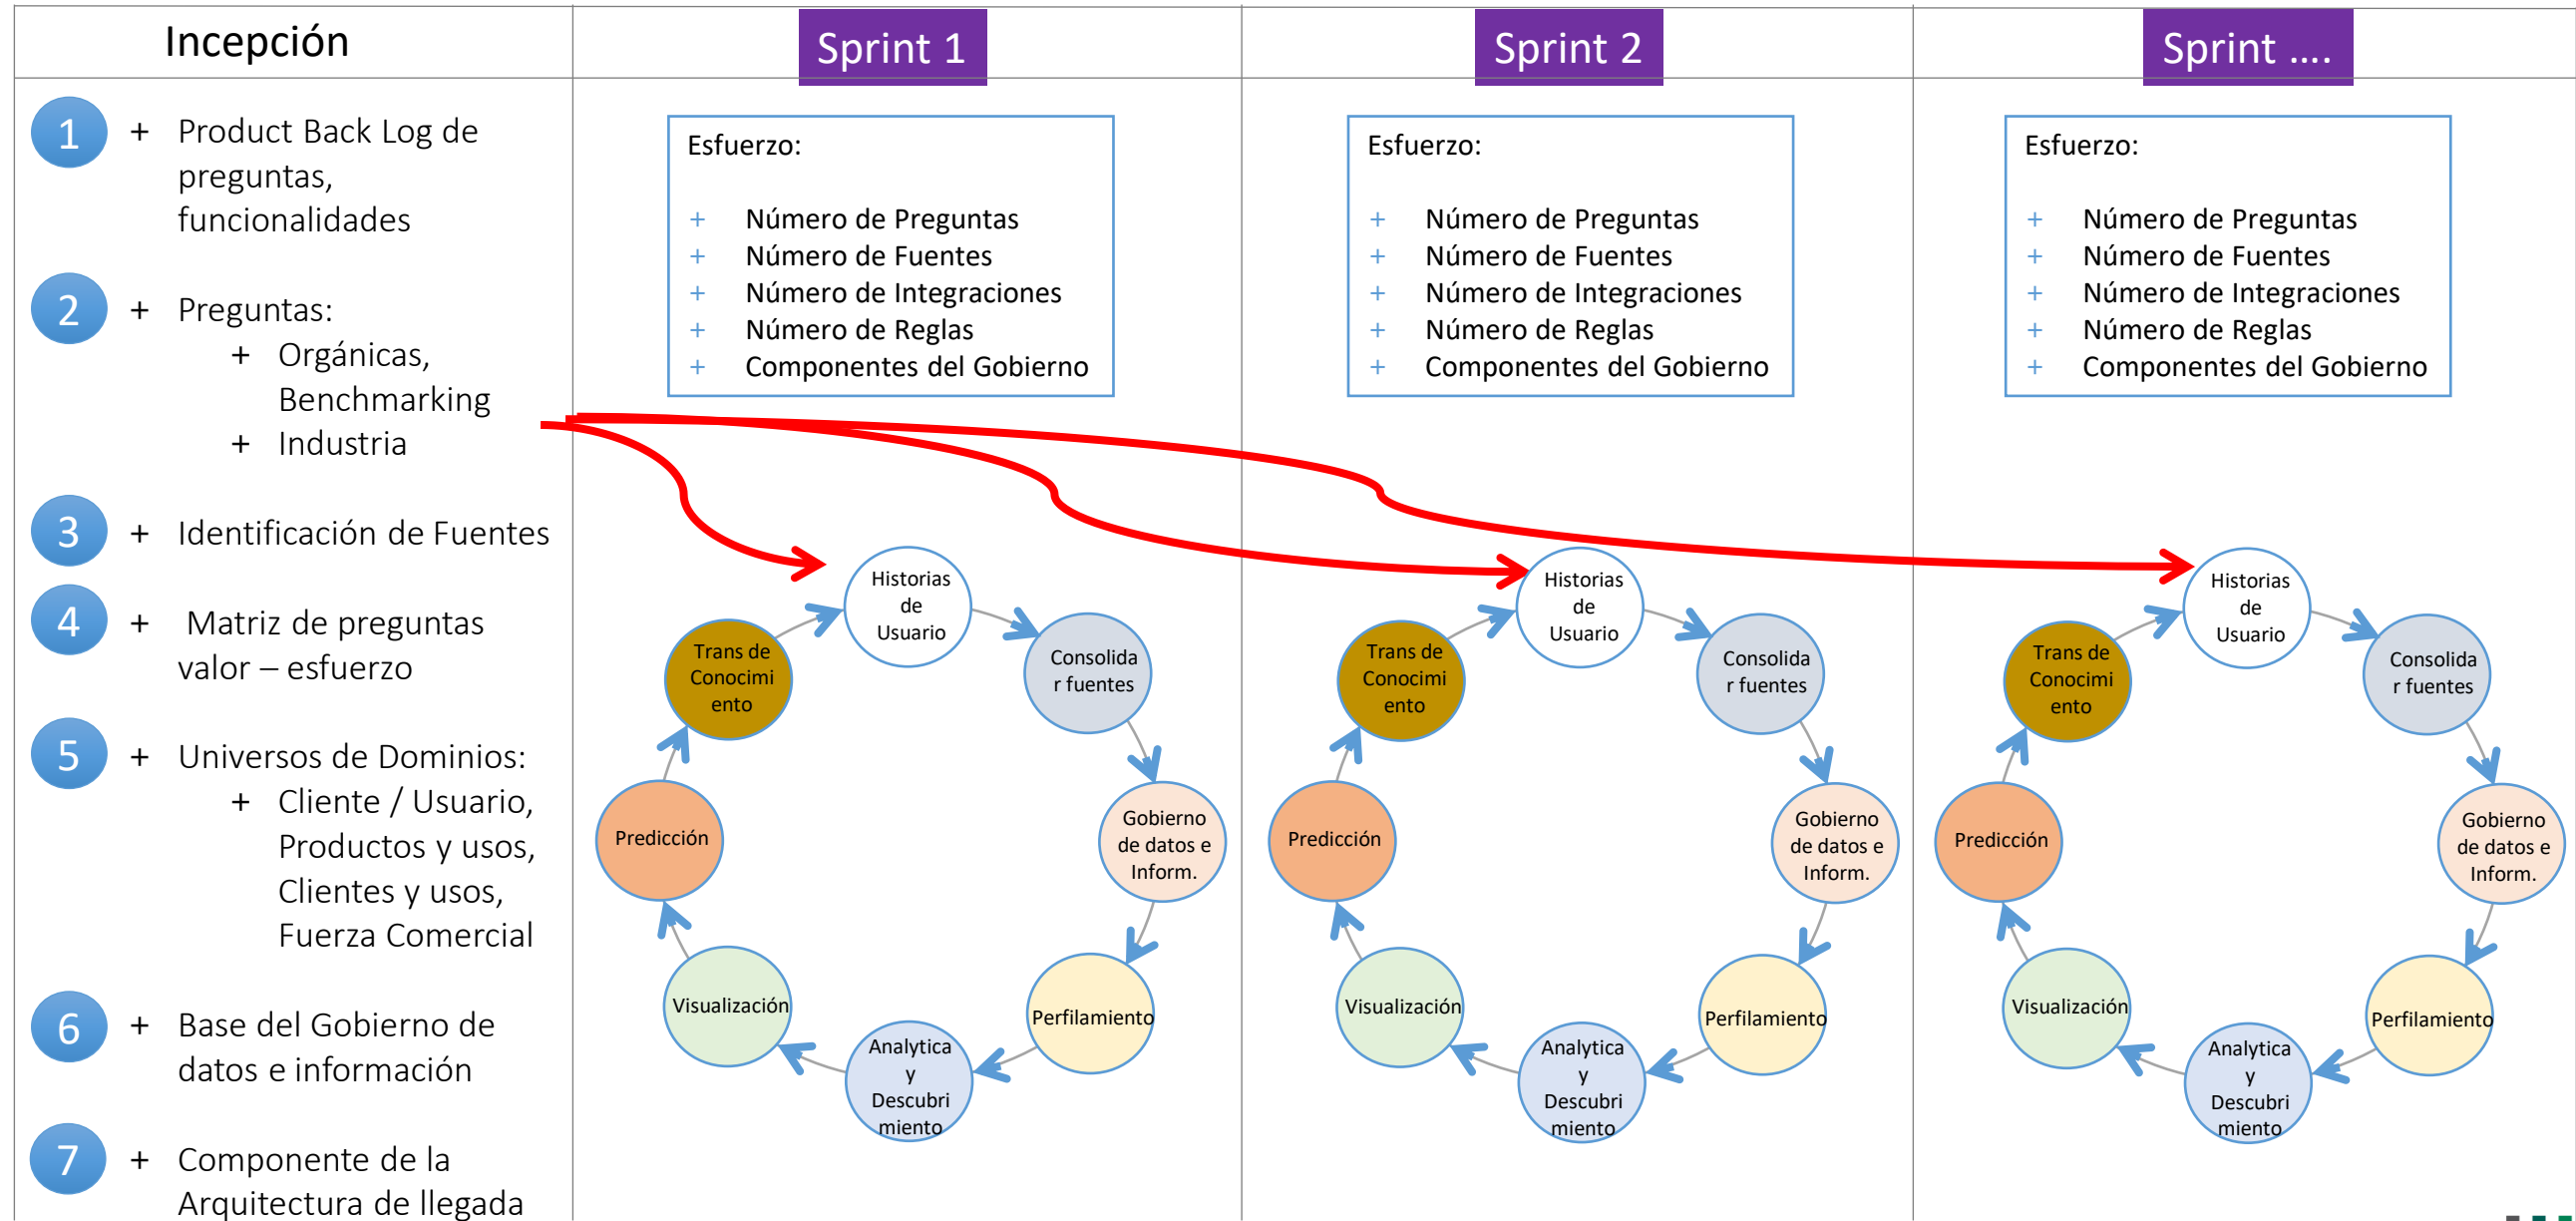 Incepción
Sprint 1
Sprint 2
Sprint ....
1
+ Product Back Log de
preguntas,
funcionalidades
2
+ Preguntas:
+ Orgánicas,
Benchmarking
+ Industria
3
+ Identificación de Fuentes
4
+ Matriz de preguntas
valor – esfuerzo
5
+ Universos de Dominios:
+ Cliente / Usuario,
Productos y usos,
Clientes y usos,
Fuerza Comercial
6
+ Base del Gobierno de
datos e información
7
+ Componente de la
Arquitectura de llegada
Esfuerzo:
+ Número de Preguntas
+ Número de Fuentes
+ Número de Integraciones
+ Número de Reglas
+ Componentes del Gobierno
Historias
de
Usuario
Consolida
r fuentes
Gobierno
de datos e
Inform.
Perfilamiento
Analytica
y
Descubri
miento
Visualización
Predicción
Trans de
Conocimi
ento
Esfuerzo:
+ Número de Preguntas
+ Número de Fuentes
+ Número de Integraciones
+ Número de Reglas
+ Componentes del Gobierno
Historias
de
Usuario
Consolida
r fuentes
Gobierno
de datos e
Inform.
Perfilamiento
Analytica
y
Descubri
miento
Visualización
Predicción
Trans de
Conocimi
ento
Esfuerzo:
+ Número de Preguntas
+ Número de Fuentes
+ Número de Integraciones
+ Número de Reglas
+ Componentes del Gobierno
Historias
de
Usuario
Consolida
r fuentes
Gobierno
de datos e
Inform.
Perfilamiento
Analytica
y
Descubri
miento
Visualización
Predicción
Trans de
Conocimi
ento